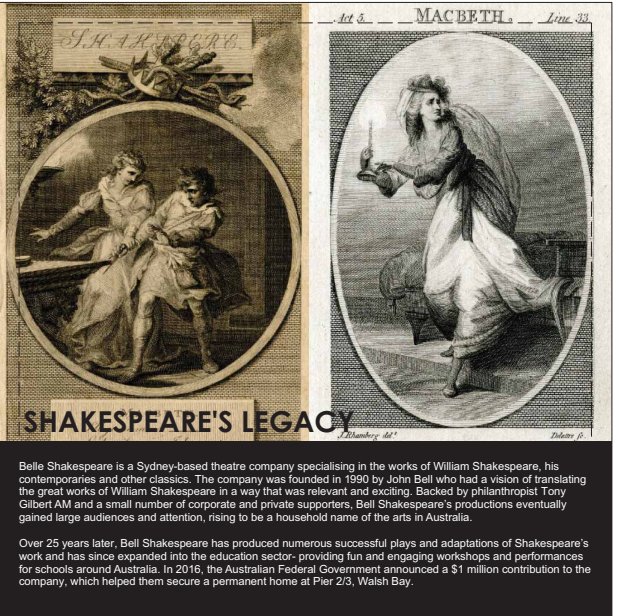 SHAKSPERE.
Act 5. MACBETH. Line 33
SHAKESPEARE'S LEGACY
J. Rhamberg del.t
Delatre sc.
Belle Shakespeare is a Sydney-based theatre company specialising in the works of William Shakespeare, his
contemporaries and other classics. The company was founded in 1990 by John Bell who had a vision of translating
the great works of William Shakespeare in a way that was relevant and exciting. Backed by philanthropist Tony
Gilbert AM and a small number of corporate and private supporters, Bell Shakespeare's productions eventually
gained large audiences and attention, rising to be a household name of the arts in Australia.
Over 25 years later, Bell Shakespeare has produced numerous successful plays and adaptations of Shakespeare's
work and has since expanded into the education sector- providing fun and engaging workshops and performances
for schools around Australia. In 2016, the Australian Federal Government announced a $1 million contribution to the
company, which helped them secure a permanent home at Pier 2/3, Walsh Bay.